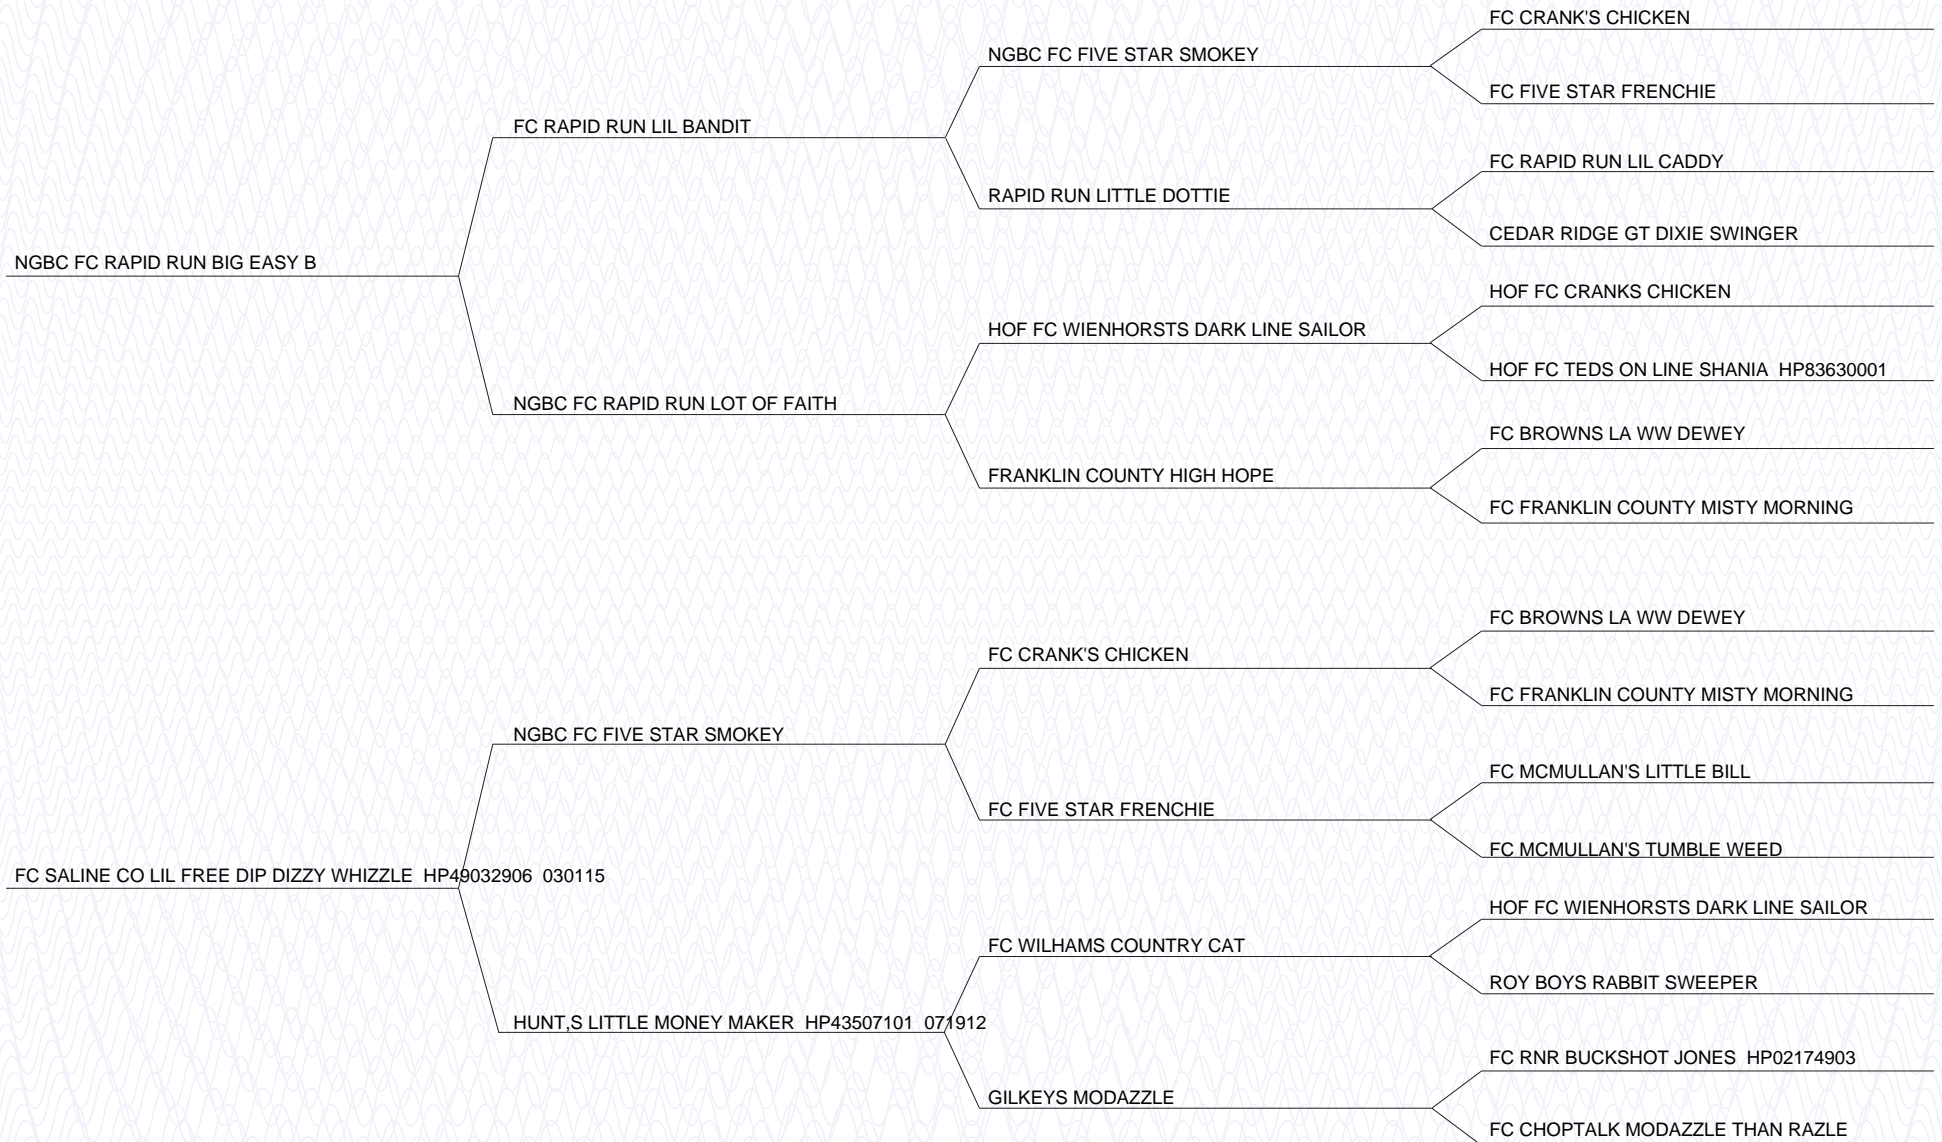 FC CRANK'S CHICKEN
NGBC FC FIVE STAR SMOKEY
FC FIVE STAR FRENCHIE
FC RAPID RUN LIL BANDIT
FC RAPID RUN LIL CADDY
RAPID RUN LITTLE DOTTIE
CEDAR RIDGE GT DIXIE SWINGER
NGBC FC RAPID RUN BIG EASY B
HOF FC CRANKS CHICKEN
HOF FC WIENHORSTS DARK LINE SAILOR
HOF FC TEDS ON LINE SHANIA HP83630001
NGBC FC RAPID RUN LOT OF FAITH
FC BROWNS LA WW DEWEY
FRANKLIN COUNTY HIGH HOPE
FC FRANKLIN COUNTY MISTY MORNING
FC BROWNS LA WW DEWEY
FC CRANK'S CHICKEN
FC FRANKLIN COUNTY MISTY MORNING
NGBC FC FIVE STAR SMOKEY
FC MCMULLAN'S LITTLE BILL
FC FIVE STAR FRENCHIE
FC MCMULLAN'S TUMBLE WEED
FC SALINE CO LIL FREE DIP DIZZY WHIZZLE HP49032906 030115
HOF FC WIENHORSTS DARK LINE SAILOR
FC WILHAMS COUNTRY CAT
ROY BOYS RABBIT SWEEPER
HUNT,S LITTLE MONEY MAKER HP43507101 071912
FC RNR BUCKSHOT JONES HP02174903
GILKEYS MODAZZLE
FC CHOPTALK MODAZZLE THAN RAZLE